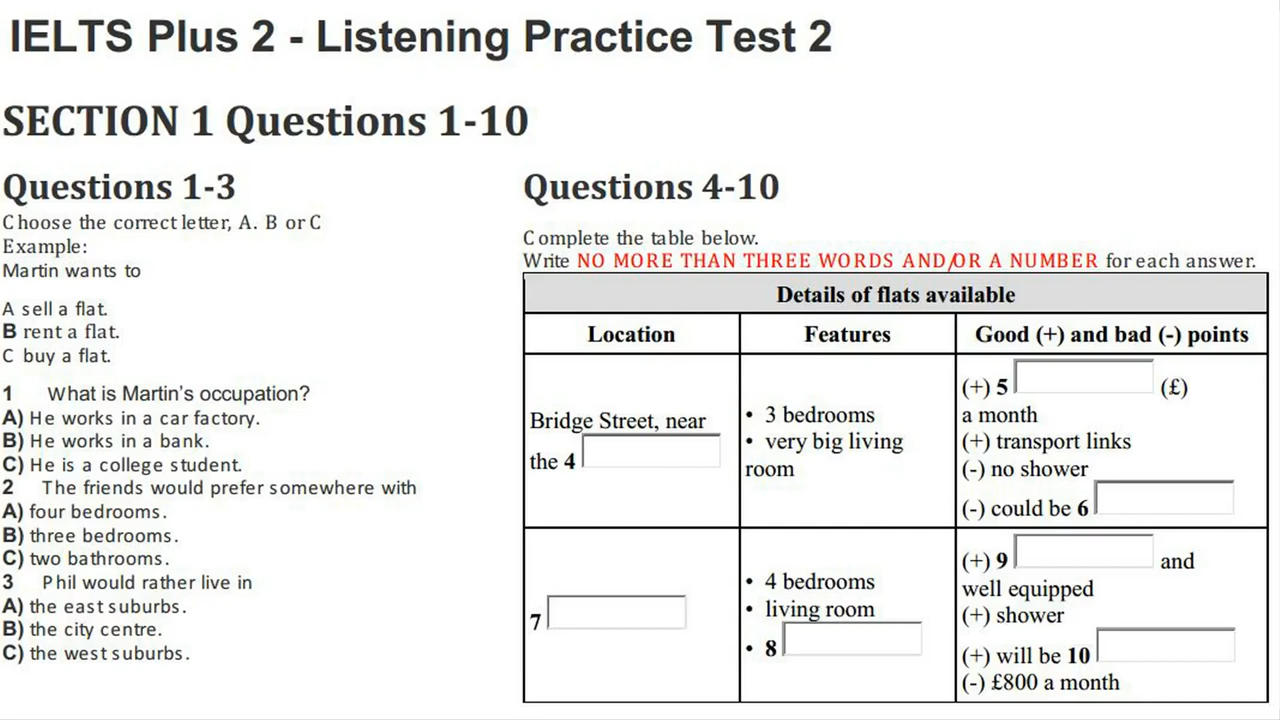 IELTS Plus 2 - Listening Practice Test 2
SECTION 1 Questions 1-10
Questions 1-3
Choose the correct letter, A. B or C
Example:
Martin wants to
A sell a flat.
B rent a flat.
C buy a flat.
1 What is Martin's occupation?
A) He works in a car factory.
B) He works in a bank.
C) He is a college student.
2 The friends would prefer somewhere with
A) four bedrooms.
B) three bedrooms.
C) two bathrooms.
3 Phil would rather live in
A) the east suburbs.
B) the city centre.
C) the west suburbs.
Questions 4-10
Complete the table below.
Write NO MORE THAN THREE WORDS AND/OR A NUMBER for each answer.
Details of flats available
Location
Features
Good (+) and bad (-) points
Bridge Street, near
the 4
• 3 bedrooms
• very big living
room
(+) 5 (£)
a month
(+) transport links
(-) no shower
(-) could be 6
7
• 4 bedrooms
• living room
• 8
(+) 9 and
well equipped
(+) shower
(+) will be 10
(-) £800 a month